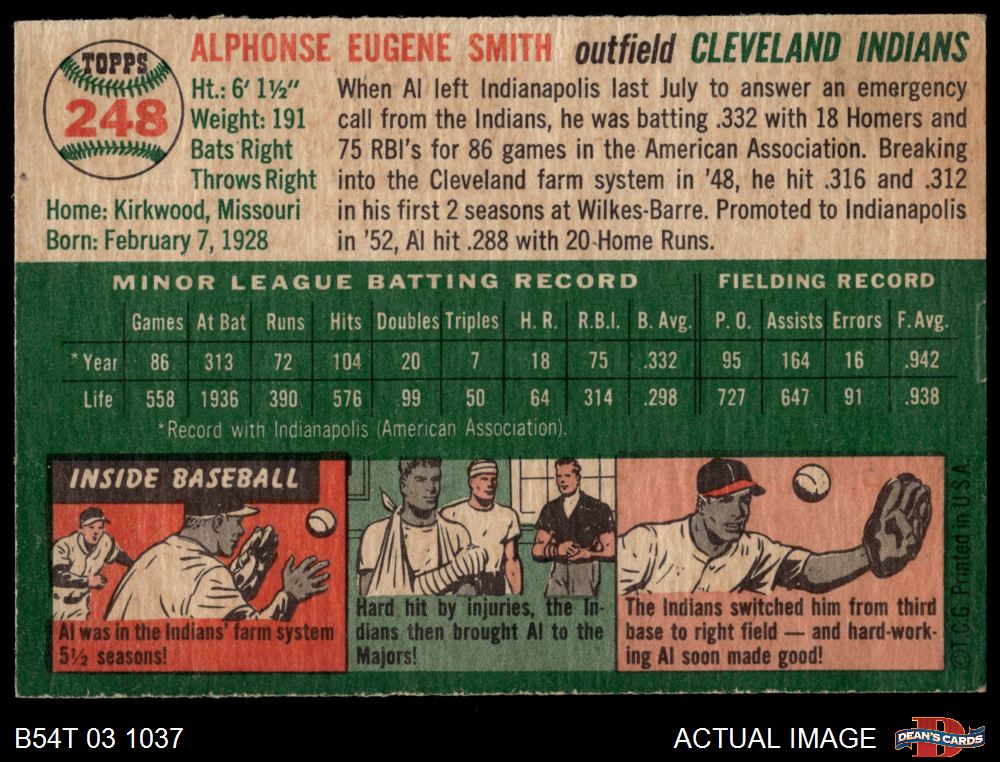 TOPPS
248
ALPHONSE EUGENE SMITH outfield CLEVELAND INDIANS
Ht.: 6' 1½"
Weight: 191
Bats Right
Throws Right
Home: Kirkwood, Missouri
Born: February 7, 1928
When Al left Indianapolis last July to answer an emergency
call from the Indians, he was batting .332 with 18 Homers and
75 RBI's for 86 games in the American Association. Breaking
into the Cleveland farm system in '48, he hit .316 and .312
in his first 2 seasons at Wilkes-Barre. Promoted to Indianapolis
in '52, Al hit .288 with 20 Home Runs.
MINOR LEAGUE BATTING RECORD FIELDING RECORD
Games At Bat Runs Hits Doubles Triples H. R. R.B.I. B. Avg. P. O. Assists Errors F. Avg.
* Year 86 313 72 104 20 7 18 75 .332 95 164 16 .942
Life 558 1936 390 576 .99 50 64 314 .298 727 647 91 .938
*Record with Indianapolis (American Association).
INSIDE BASEBALL
Al was in the Indians' farm system
5½ seasons!
Hard hit by injuries, the In-
dians then brought Al to the
Majors!
The Indians switched him from third
base to right field — and hard-work-
ing Al soon made good!
© T.C.G. Printed in U.S.A.
B54T 03 1037
ACTUAL IMAGE
DEAN'S CARDS